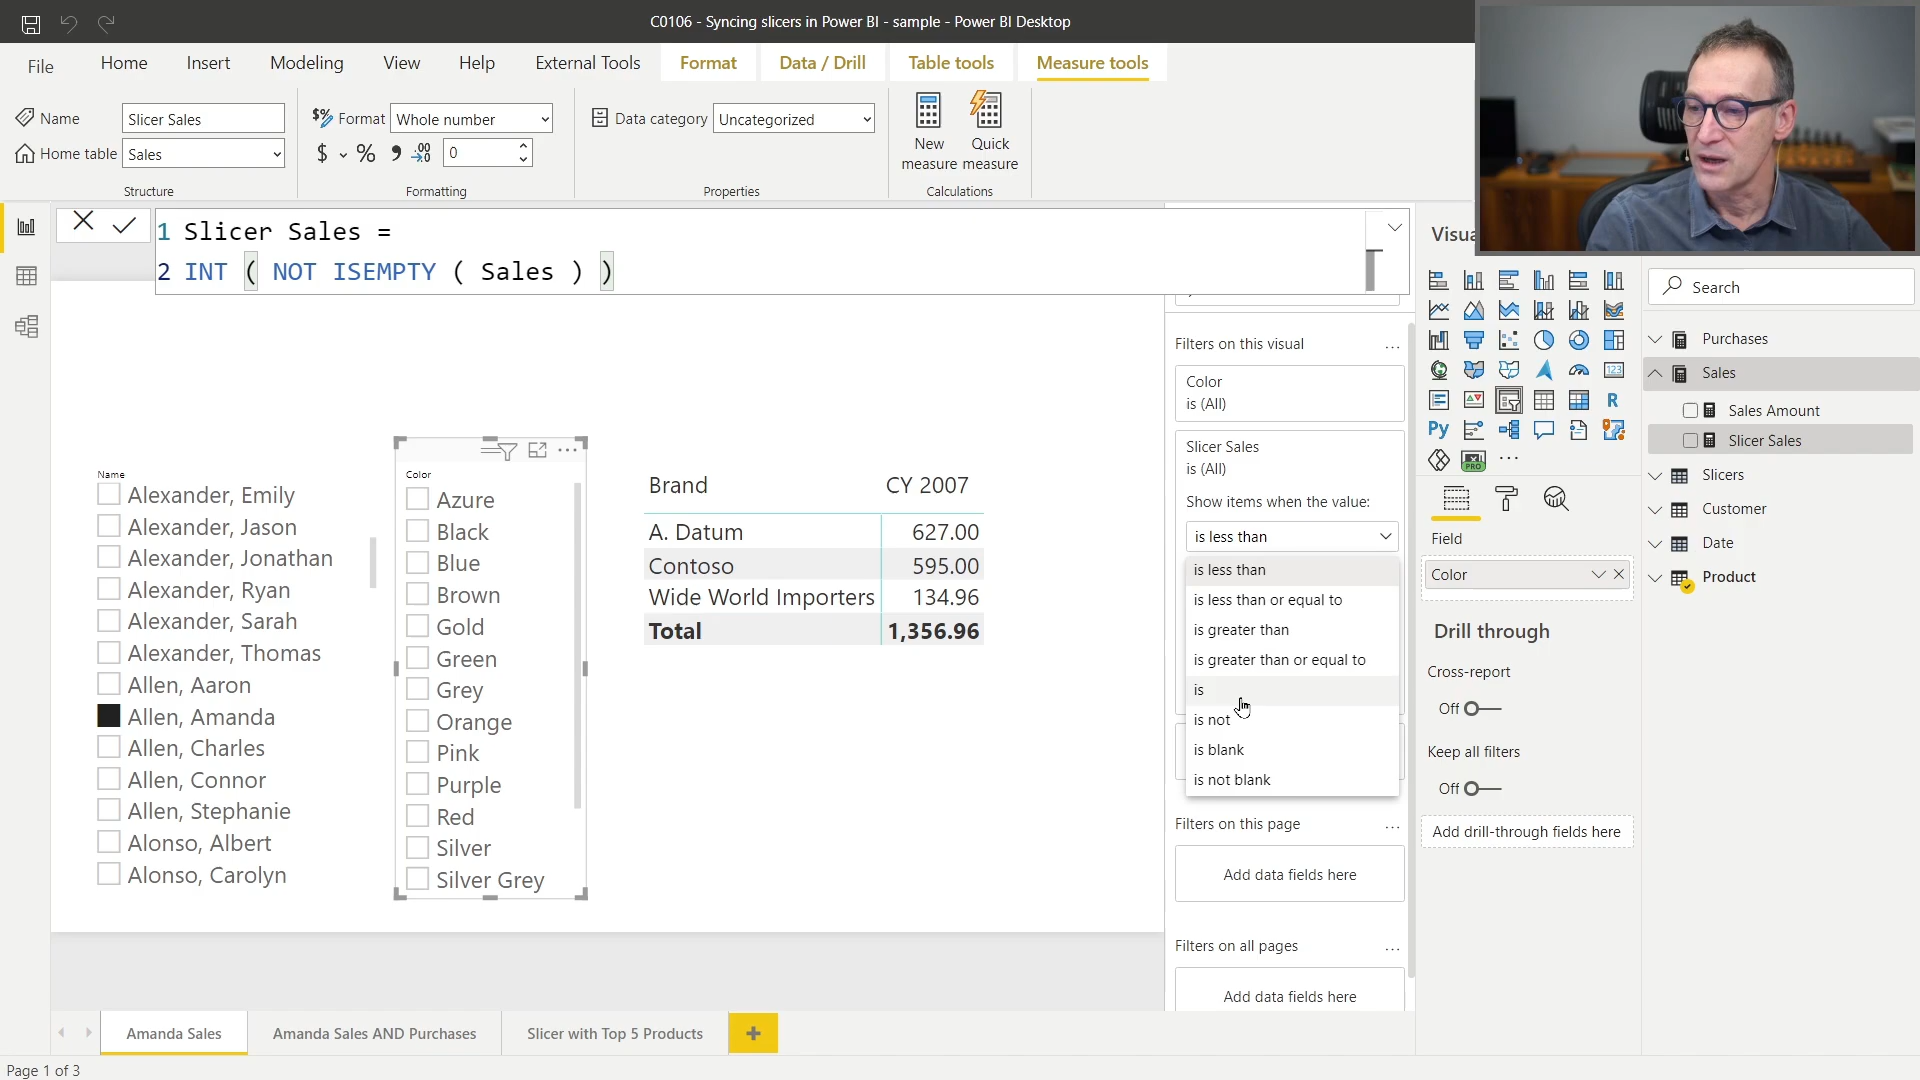 C0106 - Syncing slicers in Power BI - sample - Power BI Desktop
File
Home
Insert
Modeling
View
Help
External Tools
Format
Data / Drill
Table tools
Measure tools
Name
Slicer Sales
Home table
Sales
Structure
$% Format
Whole number
$ % 9 .00
0
Formatting
Data category
Uncategorized
Properties
New measure
Quick measure
Calculations
1 Slicer Sales =
2 INT ( NOT ISEMPTY ( Sales ) )
Name
Alexander, Emily
Alexander, Jason
Alexander, Jonathan
Alexander, Ryan
Alexander, Sarah
Alexander, Thomas
Allen, Aaron
Allen, Amanda
Allen, Charles
Allen, Connor
Allen, Stephanie
Alonso, Albert
Alonso, Carolyn
Color
Azure
Black
Blue
Brown
Gold
Green
Grey
Orange
Pink
Purple
Red
Silver
Silver Grey
Brand CY 2007
A. Datum 627.00
Contoso 595.00
Wide World Importers 134.96
Total 1,356.96
Filters on this visual ...
Color
is (All)
Slicer Sales
is (All)
Show items when the value:
is less than
is less than
is less than or equal to
is greater than
is greater than or equal to
is
is not
is blank
is not blank
Filters on this page ...
Add data fields here
Filters on all pages ...
Add data fields here
Visua
123
R
Py
PRO
...
Field
Color
Drill through
Cross-report
Off
Keep all filters
Off
Add drill-through fields here
Search
Purchases
Sales
Sales Amount
Slicer Sales
Slicers
Customer
Date
Product
Amanda Sales
Amanda Sales AND Purchases
Slicer with Top 5 Products
+
Page 1 of 3